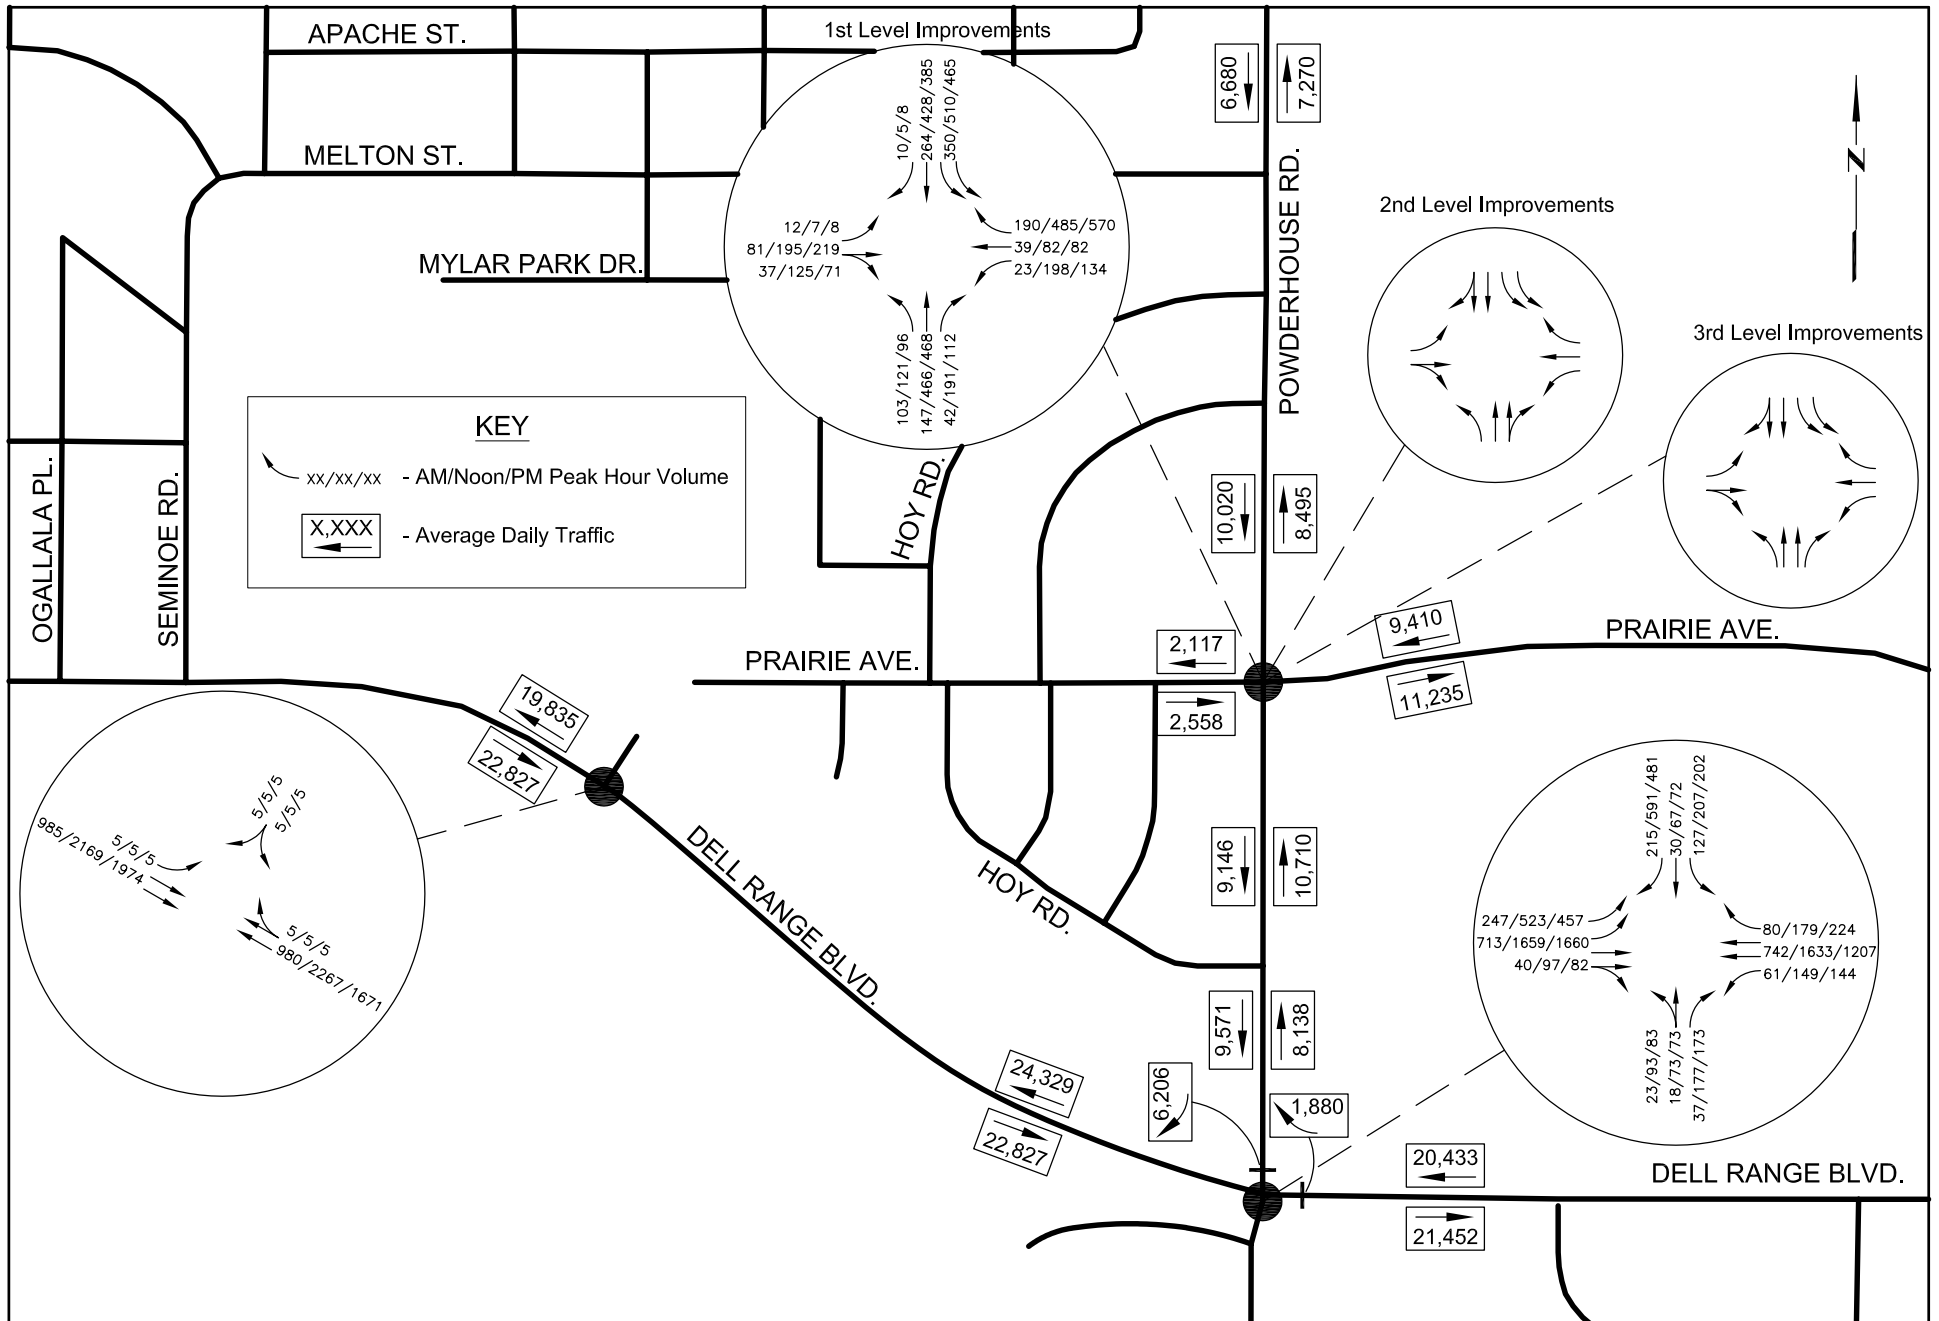 APACHE ST.
1st Level Improvements
6,680
7,270
MELTON ST.
10/5/8
264/428/385
350/510/465
12/7/8
81/195/219
37/125/71
190/485/570
39/82/82
23/198/134
103/121/96
147/466/468
42/191/112
MYLAR PARK DR.
POWDERHOUSE RD.
N
2nd Level Improvements
3rd Level Improvements
KEY
xx/xx/xx - AM/Noon/PM Peak Hour Volume
X,XXX - Average Daily Traffic
OGALLALA PL.
SEMINOE RD.
HOY RD.
10,020
8,495
PRAIRIE AVE.
2,117
2,558
9,410
11,235
PRAIRIE AVE.
19,835
22,827
5/5/5
5/5/5
5/5/5
985/2169/1974
5/5/5
980/2267/1671
DELL RANGE BLVD.
HOY RD.
9,146
10,710
215/591/481
30/67/72
127/207/202
247/523/457
713/1659/1660
40/97/82
80/179/224
742/1633/1207
61/149/144
23/93/83
18/73/73
37/177/173
9,571
8,138
24,329
22,827
6,206
1,880
20,433
21,452
DELL RANGE BLVD.